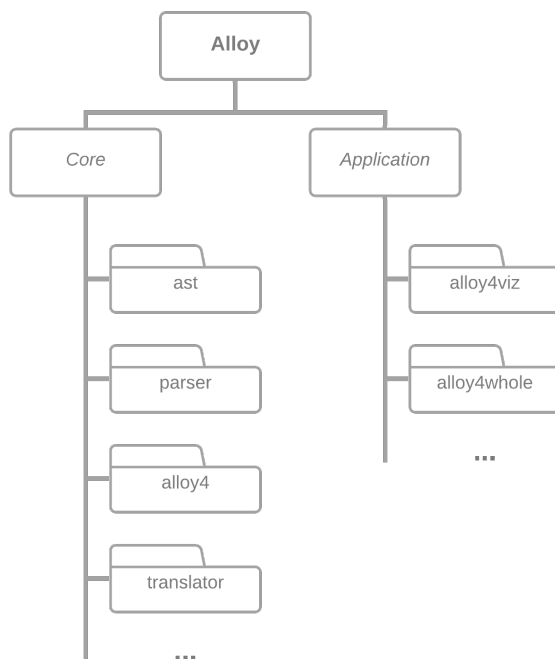 Alloy
Core
Application
ast
alloy4viz
parser
alloy4whole
alloy4
...
translator
...